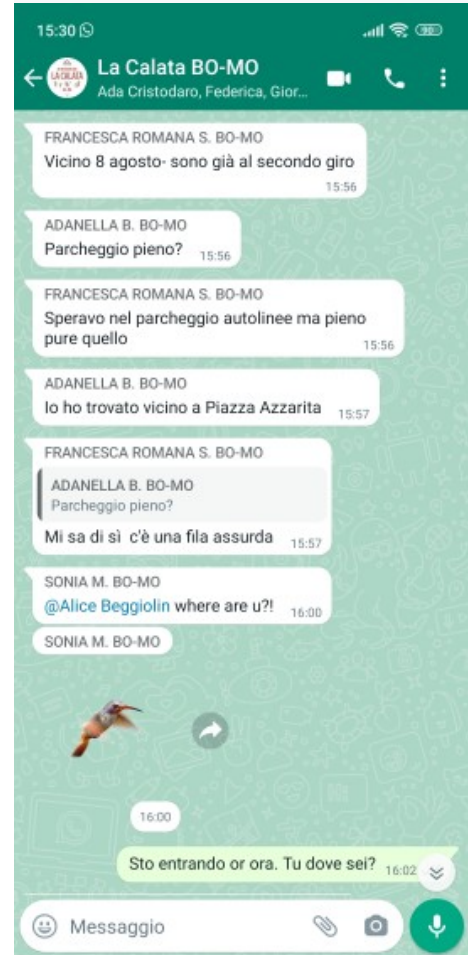 15:30
La Calata BO-MO
Ada Cristodaro, Federica, Gior...
FRANCESCA ROMANA S. BO-MO
Vicino 8 agosto- sono già al secondo giro
15:56
ADANELLA B. BO-MO
Parcheggio pieno? 15:56
FRANCESCA ROMANA S. BO-MO
Speravo nel parcheggio autolinee ma pieno
pure quello
15:56
ADANELLA B. BO-MO
Io ho trovato vicino a Piazza Azzarita 15:57
FRANCESCA ROMANA S. BO-MO
ADANELLA B. BO-MO
Parcheggio pieno?
Mi sa di sì c'è una fila assurda 15:57
SONIA M. BO-MO
@Alice Beggiolin where are u?! 16:00
SONIA M. BO-MO
16:00
Sto entrando or ora. Tu dove sei? 16:02
Messaggio